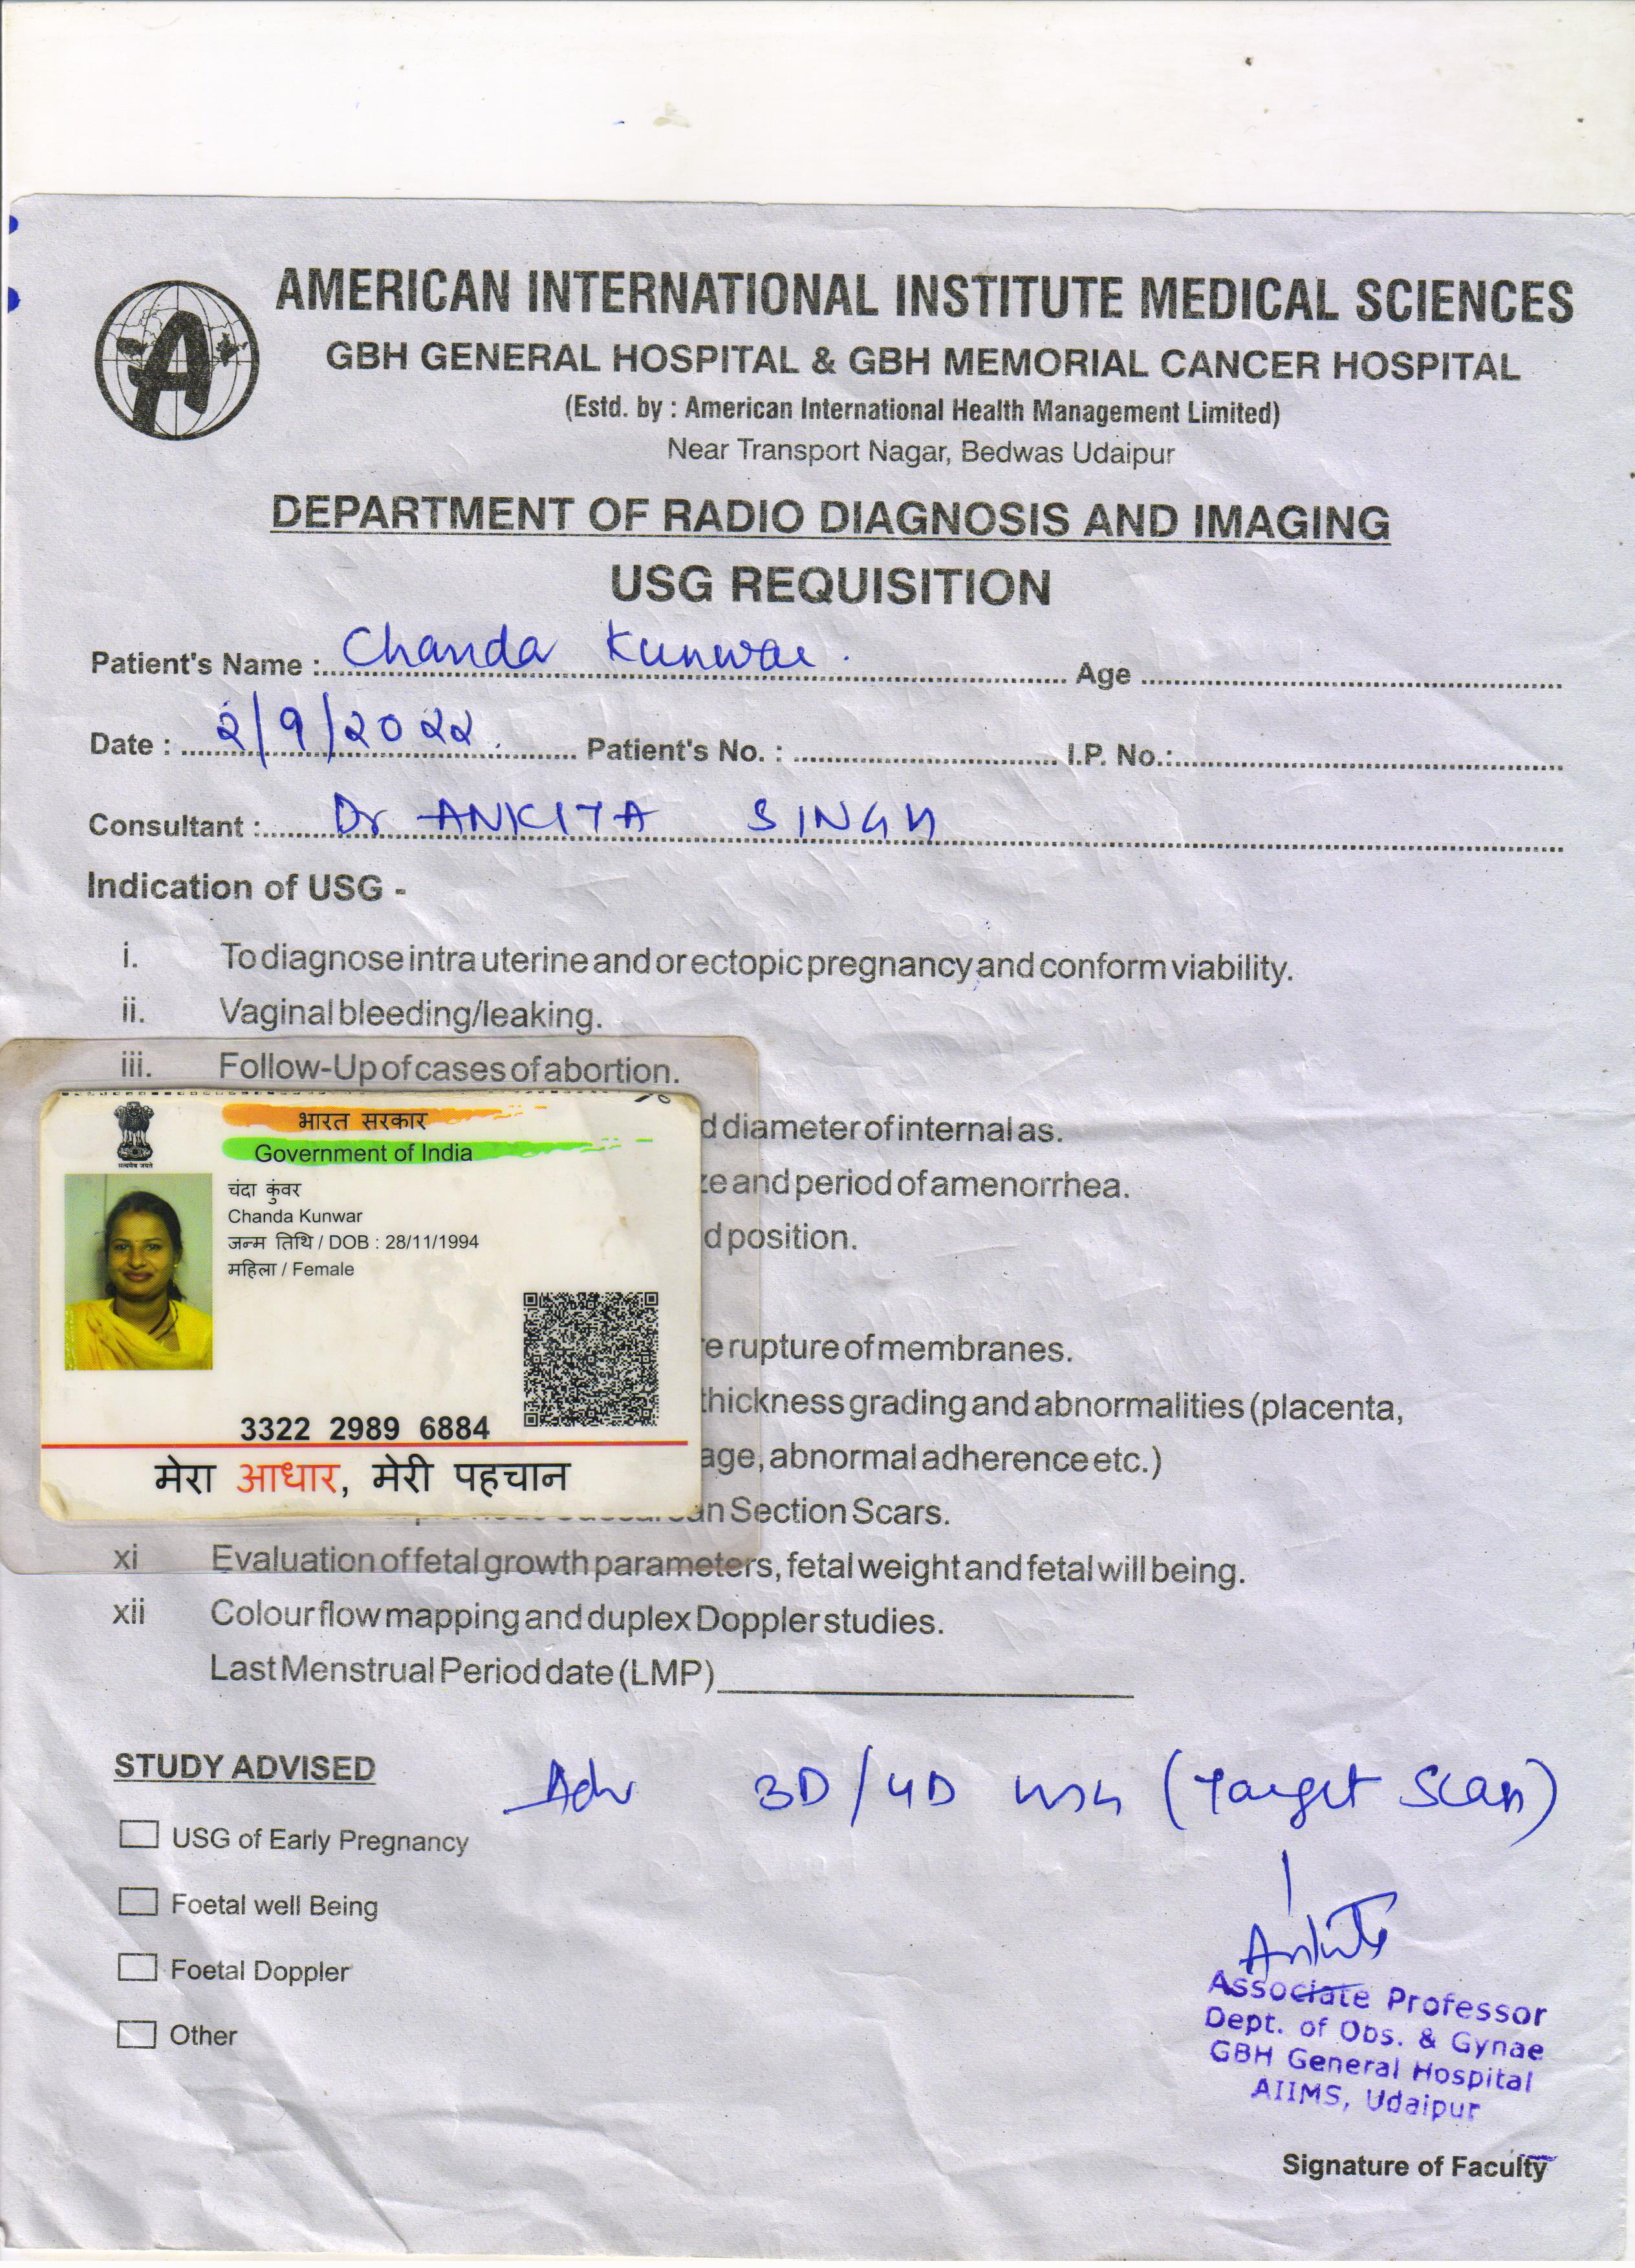 AMERICAN INTERNATIONAL INSTITUTE MEDICAL SCIENCES
GBH GENERAL HOSPITAL & GBH MEMORIAL CANCER HOSPITAL
(Estd. by : American International Health Management Limited)
Near Transport Nagar, Bedwas Udaipur
DEPARTMENT OF RADIO DIAGNOSIS AND IMAGING
USG REQUISITION
Patient's Name : Chanda Kunwar. Age
Date : 2/9/2022. Patient's No. : I.P. No.:
Consultant : Dr ANKITA SINGH
Indication of USG -
i. To diagnose intra uterine and or ectopic pregnancy and conform viability.
ii. Vaginal bleeding/leaking.
iii. Follow-Up of cases of abortion.
d diameter of internal as.
ze and period of amenorrhea.
d position.
e rupture of membranes.
thickness grading and abnormalities (placenta,
age, abnormal adherence etc.)
an Section Scars.
भारत सरकार
Government of India
सत्यमेव जयते
चंदा कुंवर
Chanda Kunwar
जन्म तिथि / DOB : 28/11/1994
महिला / Female
3322 2989 6884
मेरा आधार, मेरी पहचान
xi Evaluation of fetal growth parameters, fetal weight and fetal will being.
xii Colour flow mapping and duplex Doppler studies.
Last Menstrual Period date (LMP)
STUDY ADVISED
Adv 3D/4D USG (Target Scan)
USG of Early Pregnancy
Foetal well Being
Foetal Doppler
Other
Ankita
Associate Professor
Dept. of Obs. & Gynae
GBH General Hospital
AIIMS, Udaipur
Signature of Faculty